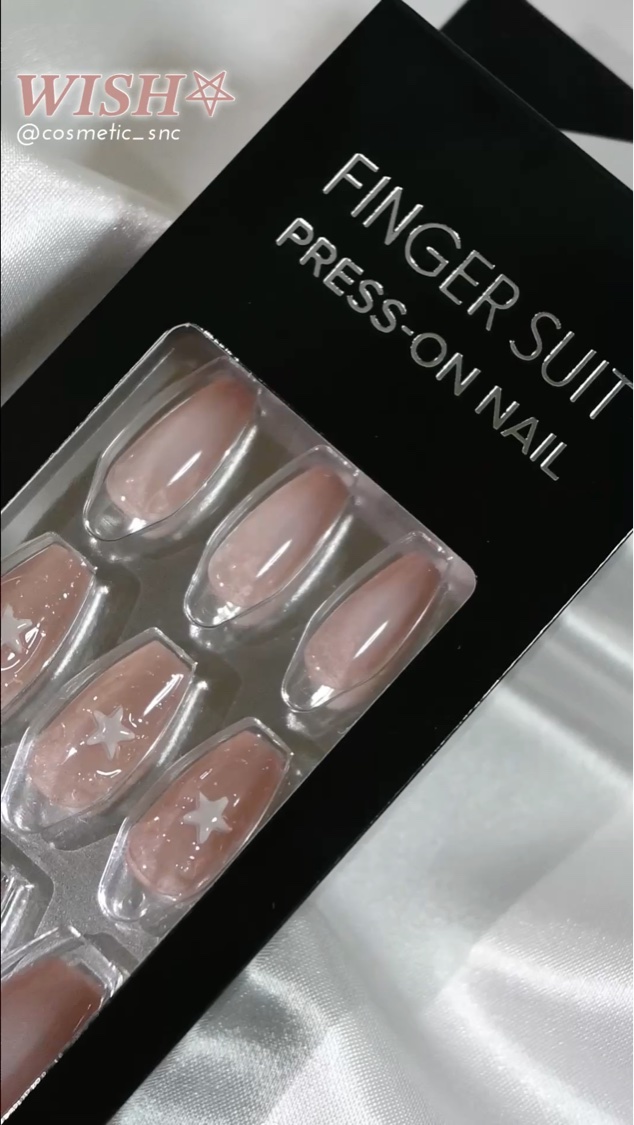 WISH
@cosmetic_snc
FINGER SUIT
PRESS-ON NAIL